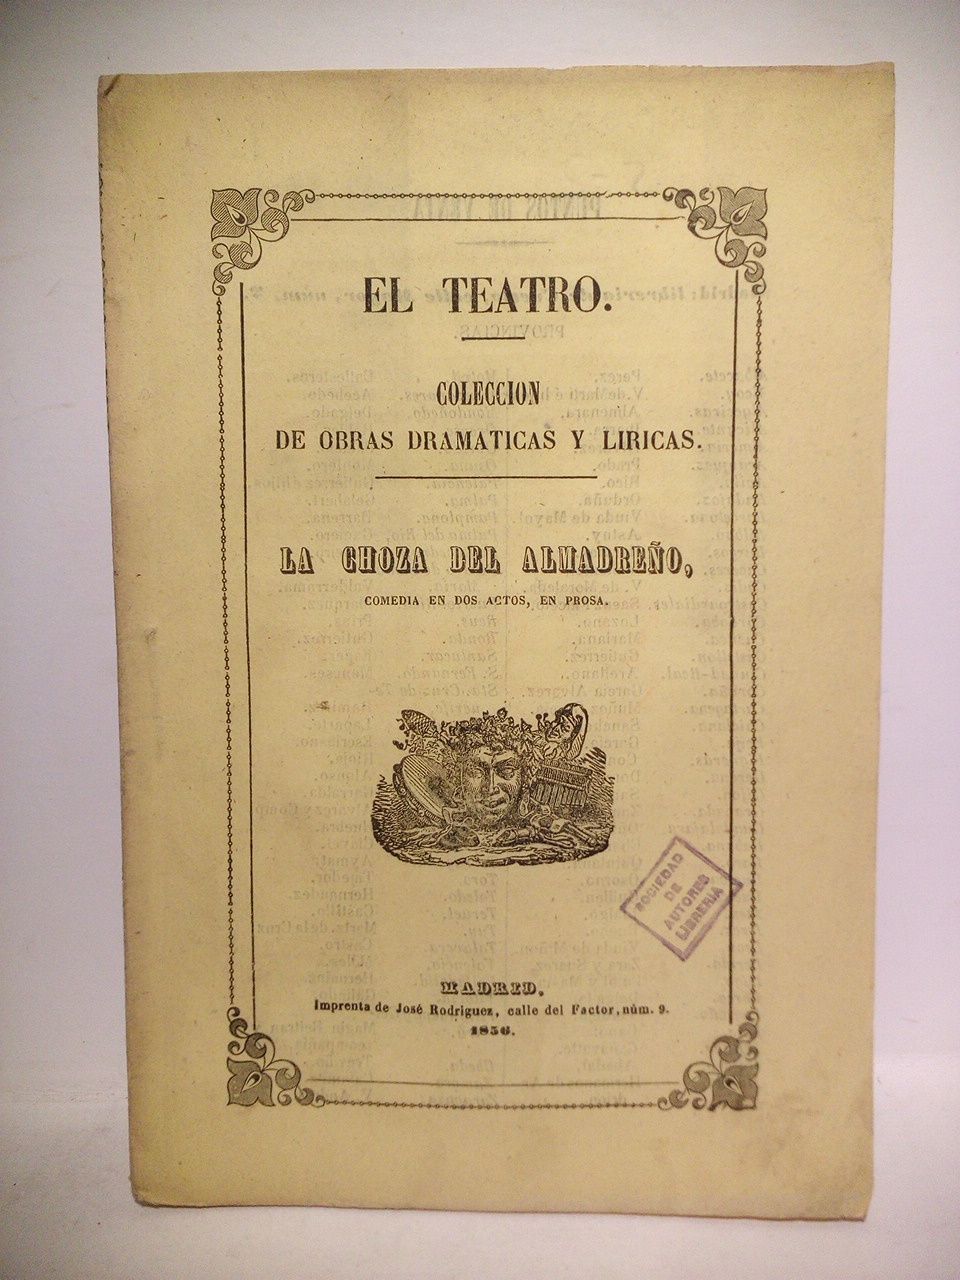 EL TEATRO.
COLECCION
DE OBRAS DRAMATICAS Y LIRICAS.
LA CHOZA DEL ALMADREÑO,
COMEDIA EN DOS ACTOS, EN PROSA.
SOCIEDAD
DE
AUTORES
LIBRERIA
MADRID.
Imprenta de José Rodriguez, calle del Factor, núm. 9.
1856.